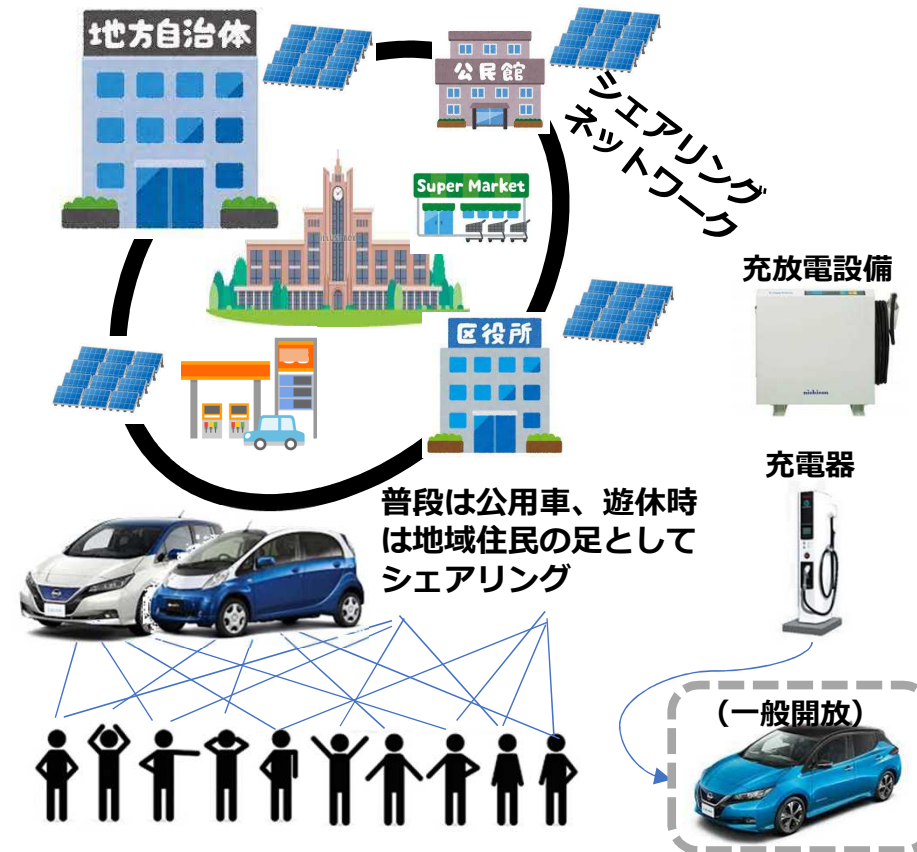 地方自治体
公民館
シェアリング
ネットワーク
Super Market
充放電設備
区役所
nichicon
充電器
普段は公用車、遊休時
は地域住民の足として
シェアリング
（一般開放）